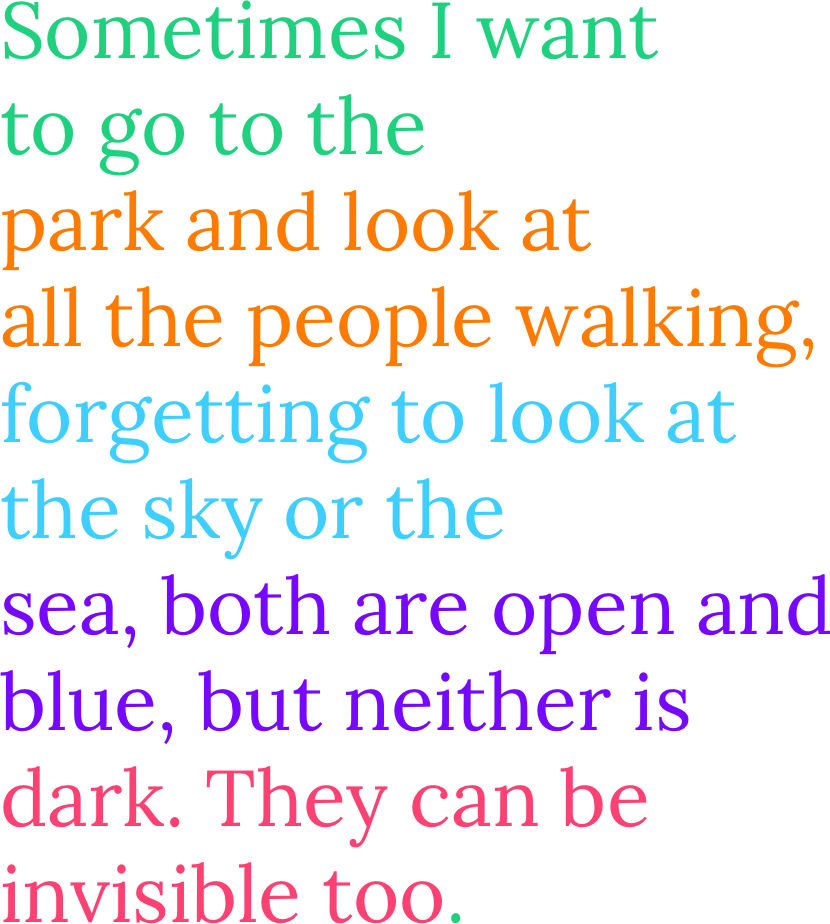 Sometimes I want
to go to the
park and look at
all the people walking,
forgetting to look at
the sky or the
sea, both are open and
blue, but neither is
dark. They can be
invisible too.